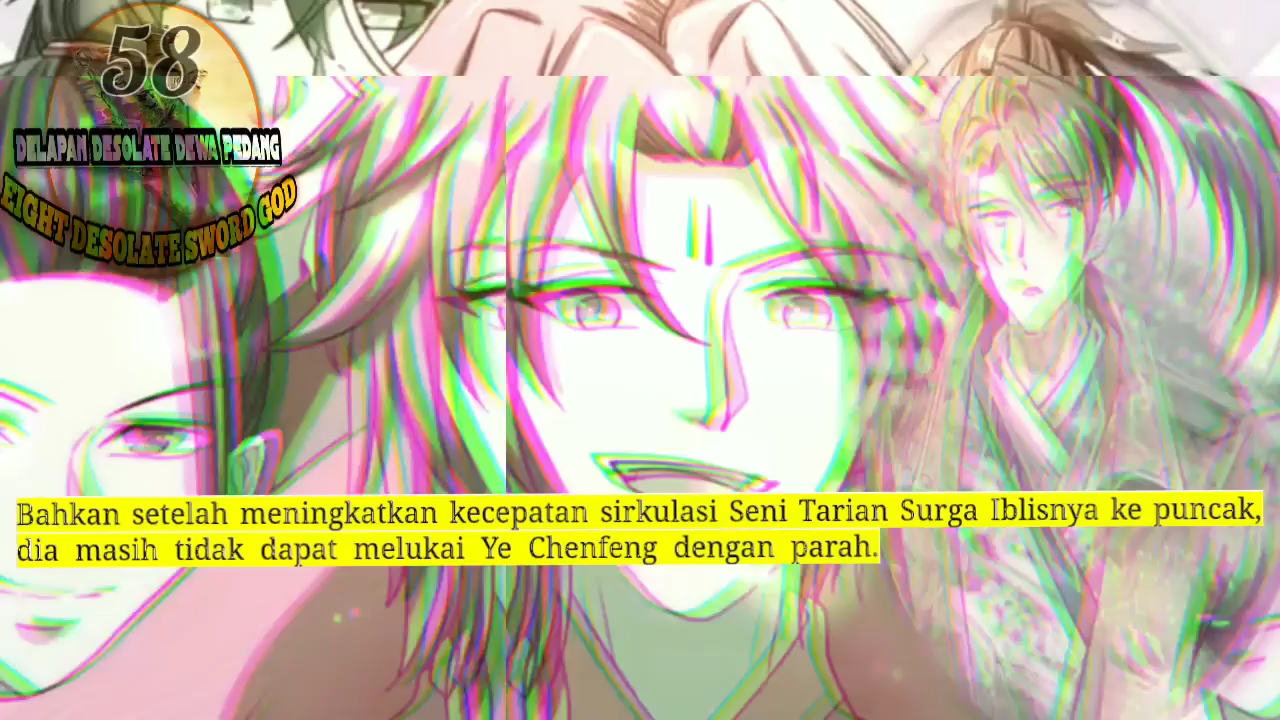 58
DELAPAN DESOLATE DEWA PEDANG
EIGHT DESOLATE SWORD GOD
Bahkan setelah meningkatkan kecepatan sirkulasi Seni Tarian Surga Iblisnya ke puncak,
dia masih tidak dapat melukai Ye Chenfeng dengan parah.